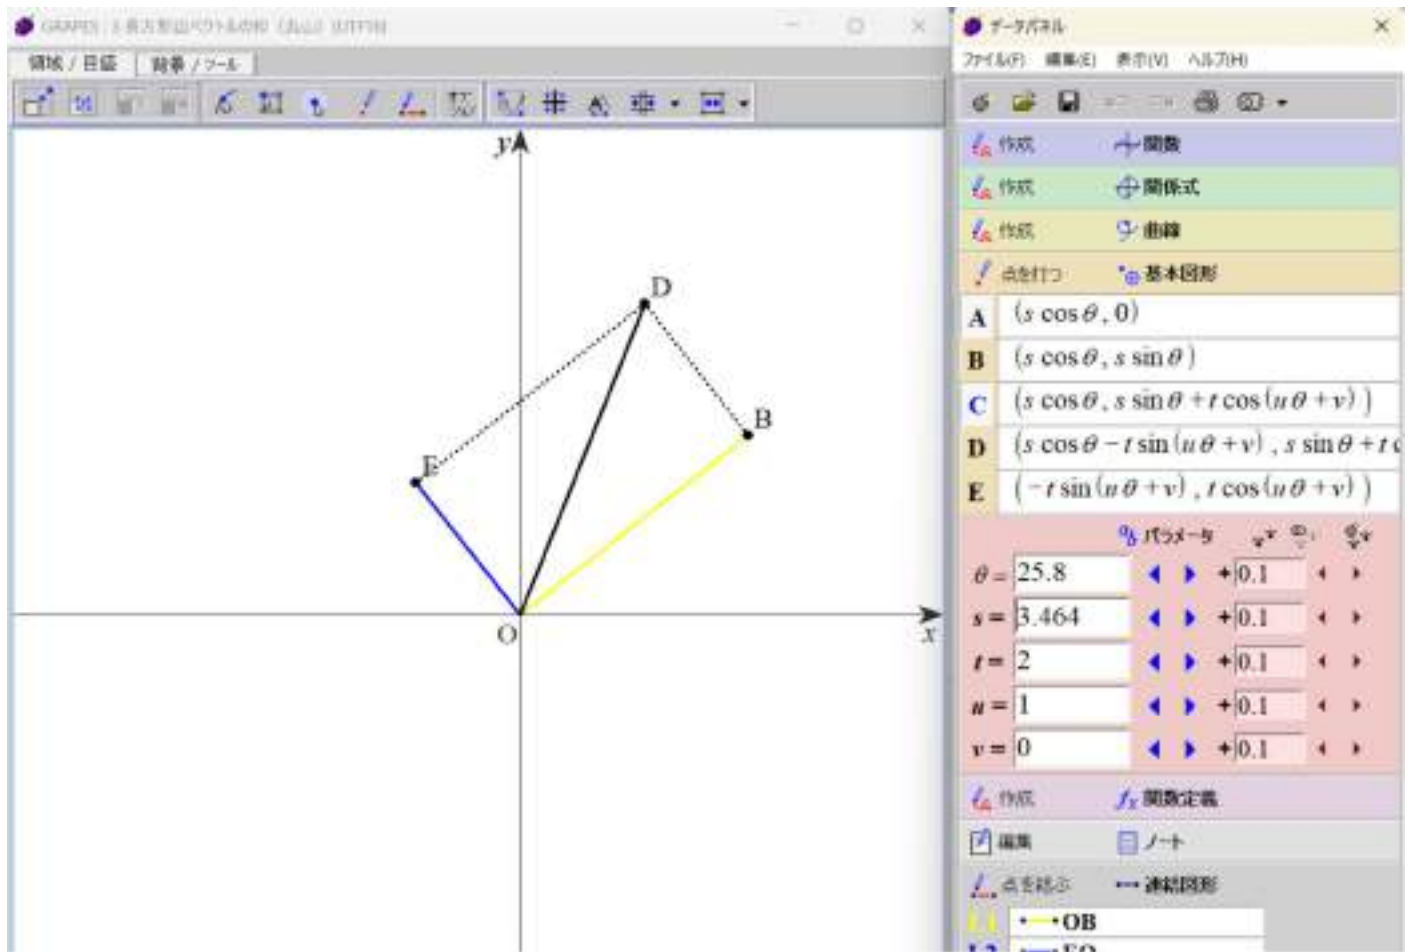 データパネル
領域 / 目盛 背景 / ツール
ファイル(F) 編集(E) 表示(V) ヘルプ(H)
作成 関数
作成 関係式
作成 曲線
点を打つ 基本図形
A (s cos θ, 0)
B (s cos θ, s sin θ)
C (s cos θ, s sin θ + t cos(u θ + v))
D (s cos θ − t sin(u θ + v), s sin θ + t c
E (−t sin(u θ + v), t cos(u θ + v))
パラメータ
θ = 25.8 +0.1
s = 3.464 +0.1
t = 2 +0.1
u = 1 +0.1
v = 0 +0.1
作成 関数定義
編集 ノート
点を結ぶ 連結図形
L1 OB
L2 EO
y
D
B
E
O
x